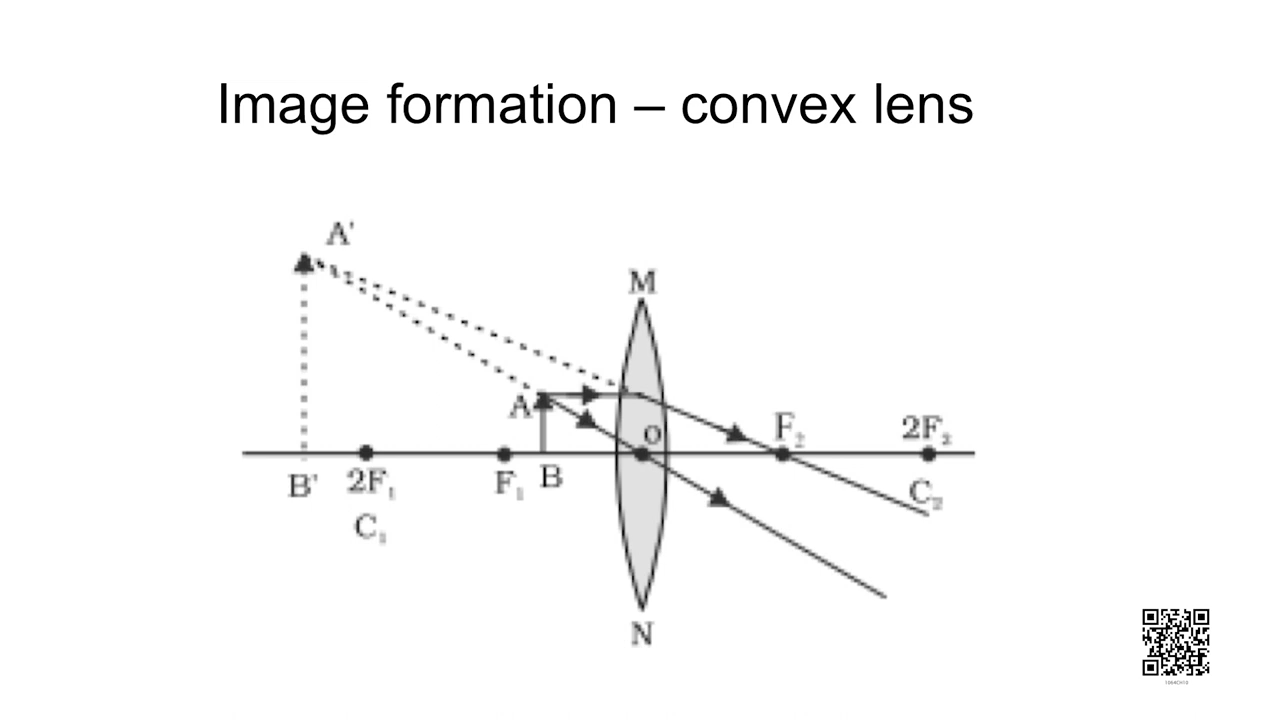 Image formation – convex lens
A'
M
A
O
F₂
2F₂
B'
2F₁
F₁
B
C₂
C₁
N